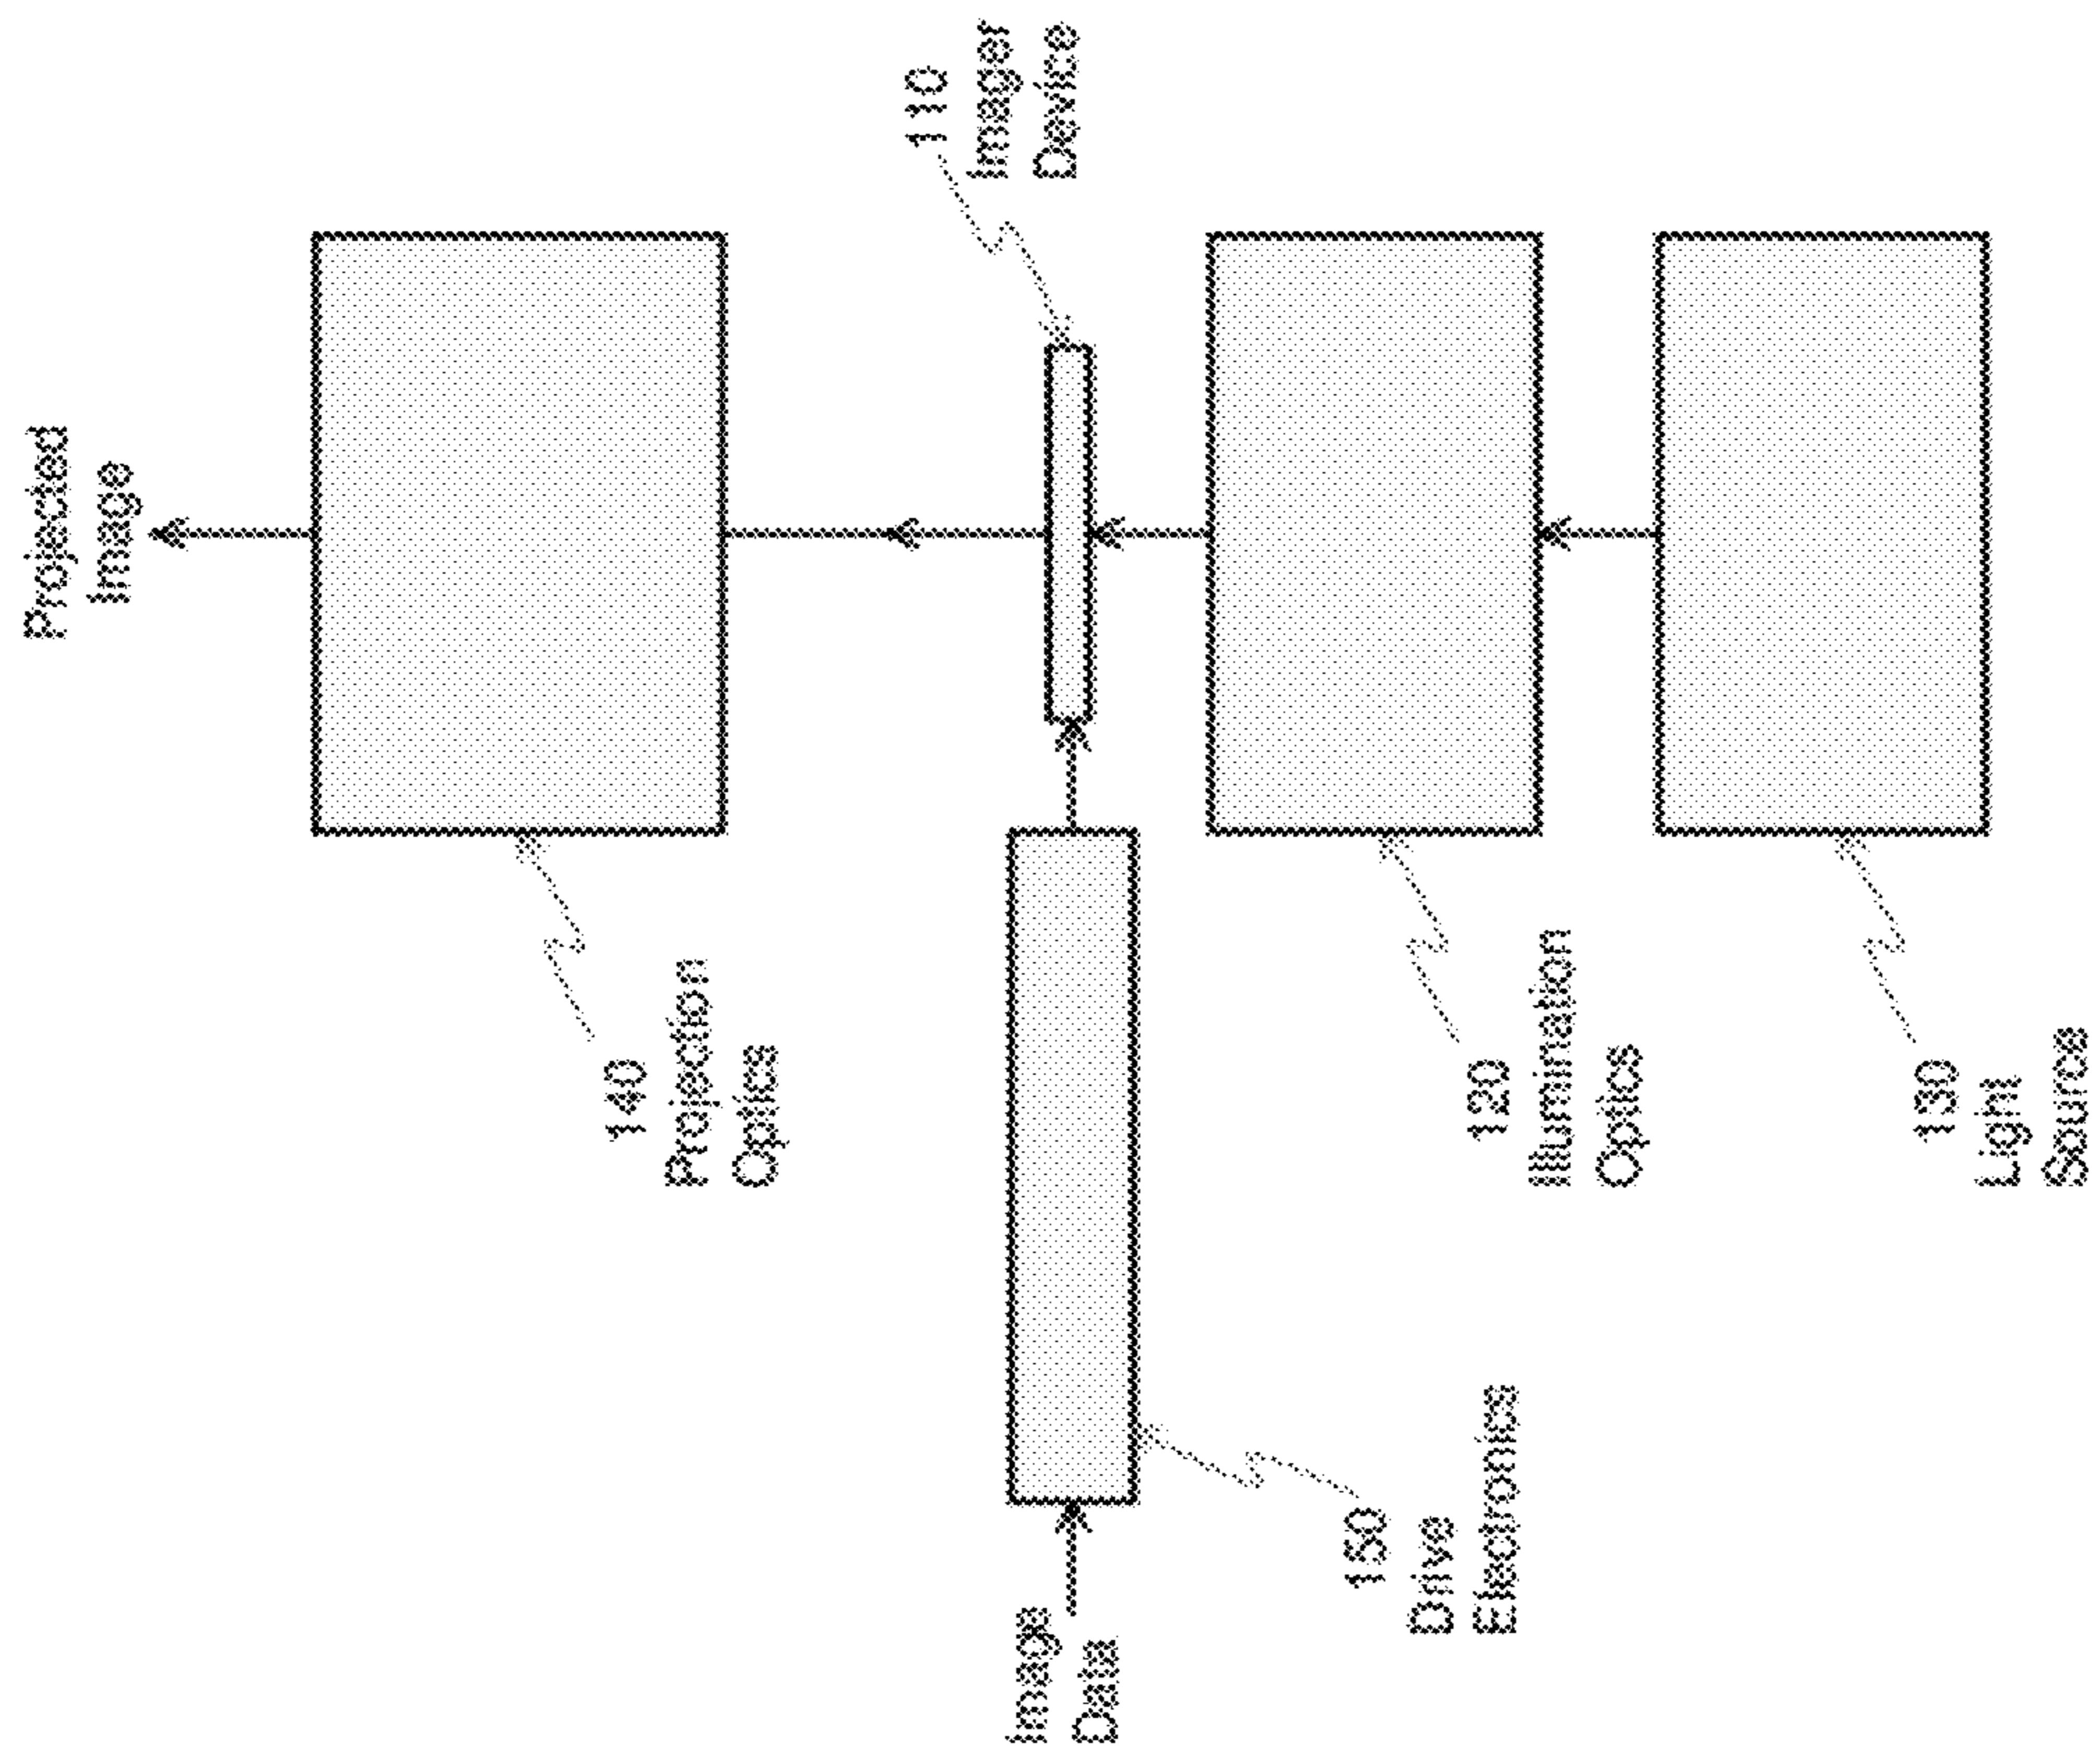 Projected
Image
110
Imager
Device
140
Projection
Optics
Image
Data
150
Drive
Electronics
120
Illumination
Optics
130
Light
Source